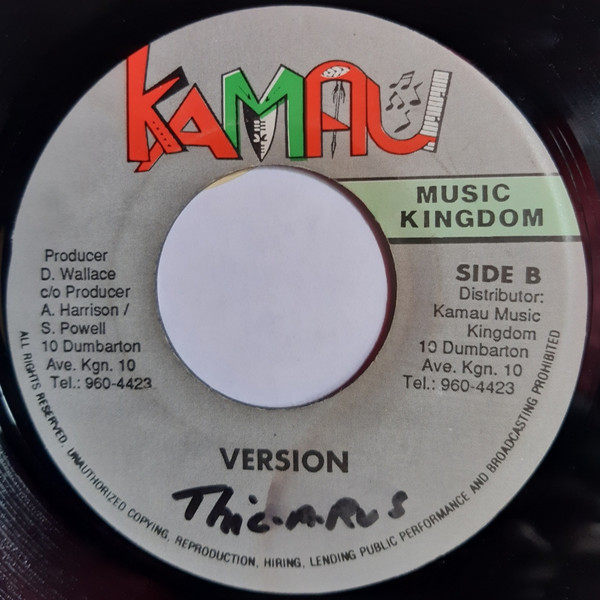 KAMAU
MUSIC
KINGDOM
Producer
D. Wallace
c/o Producer
A. Harrison /
S. Powell
10 Dumbarton
Ave. Kgn. 10
Tel.: 960-4423
SIDE B
Distributor:
Kamau Music
Kingdom
10 Dumbarton
Ave. Kgn. 10
Tel.: 960-4423
VERSION
Thic-A-Rus
ALL RIGHTS RESERVED. UNAUTHORIZED COPYING, REPRODUCTION, HIRING, LENDING PUBLIC PERFORMANCE AND BROADCASTING PROHIBITED